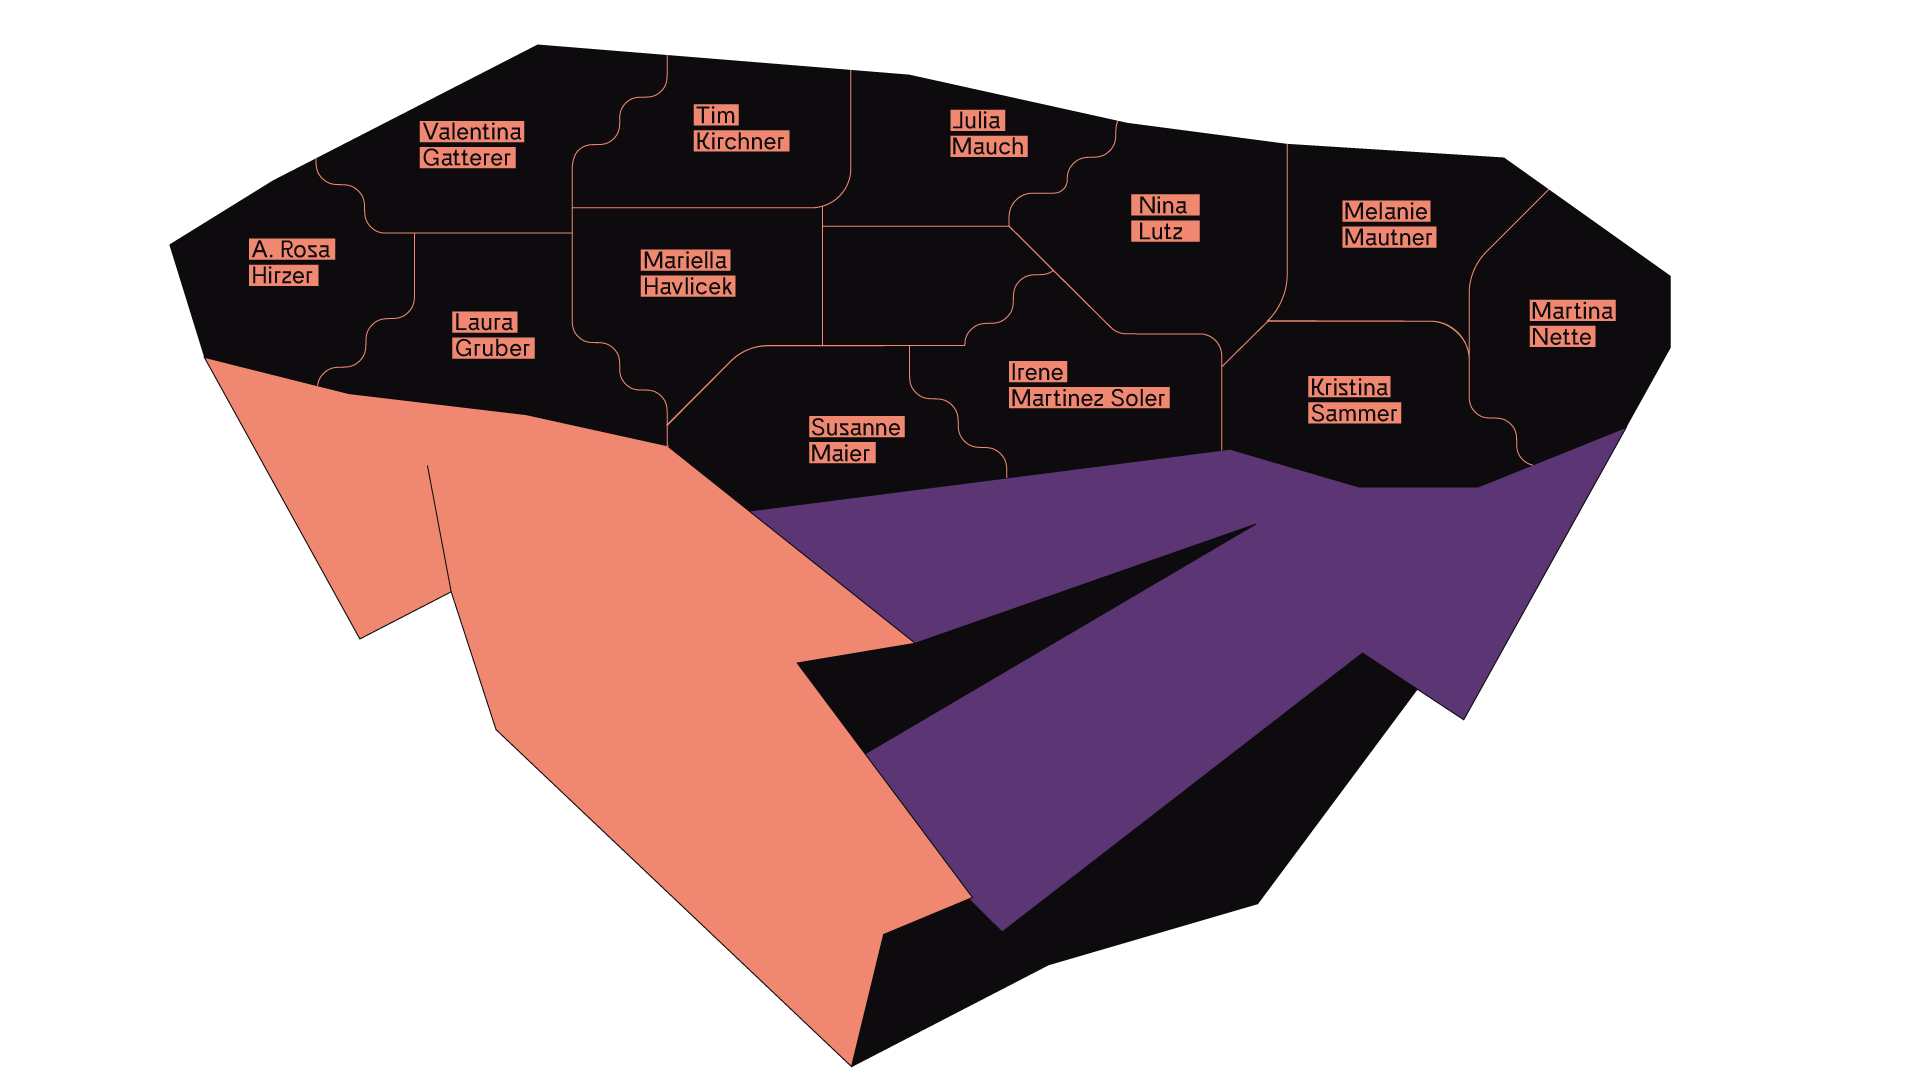 Valentina
Gatterer
Tim
Kirchner
Julia
Mauch
Nina
Lutz
Melanie
Mautner
A. Rosa
Hirzer
Mariella
Havlicek
Laura
Gruber
Martina
Nette
Irene
Martinez Soler
Kristina
Sammer
Susanne
Maier